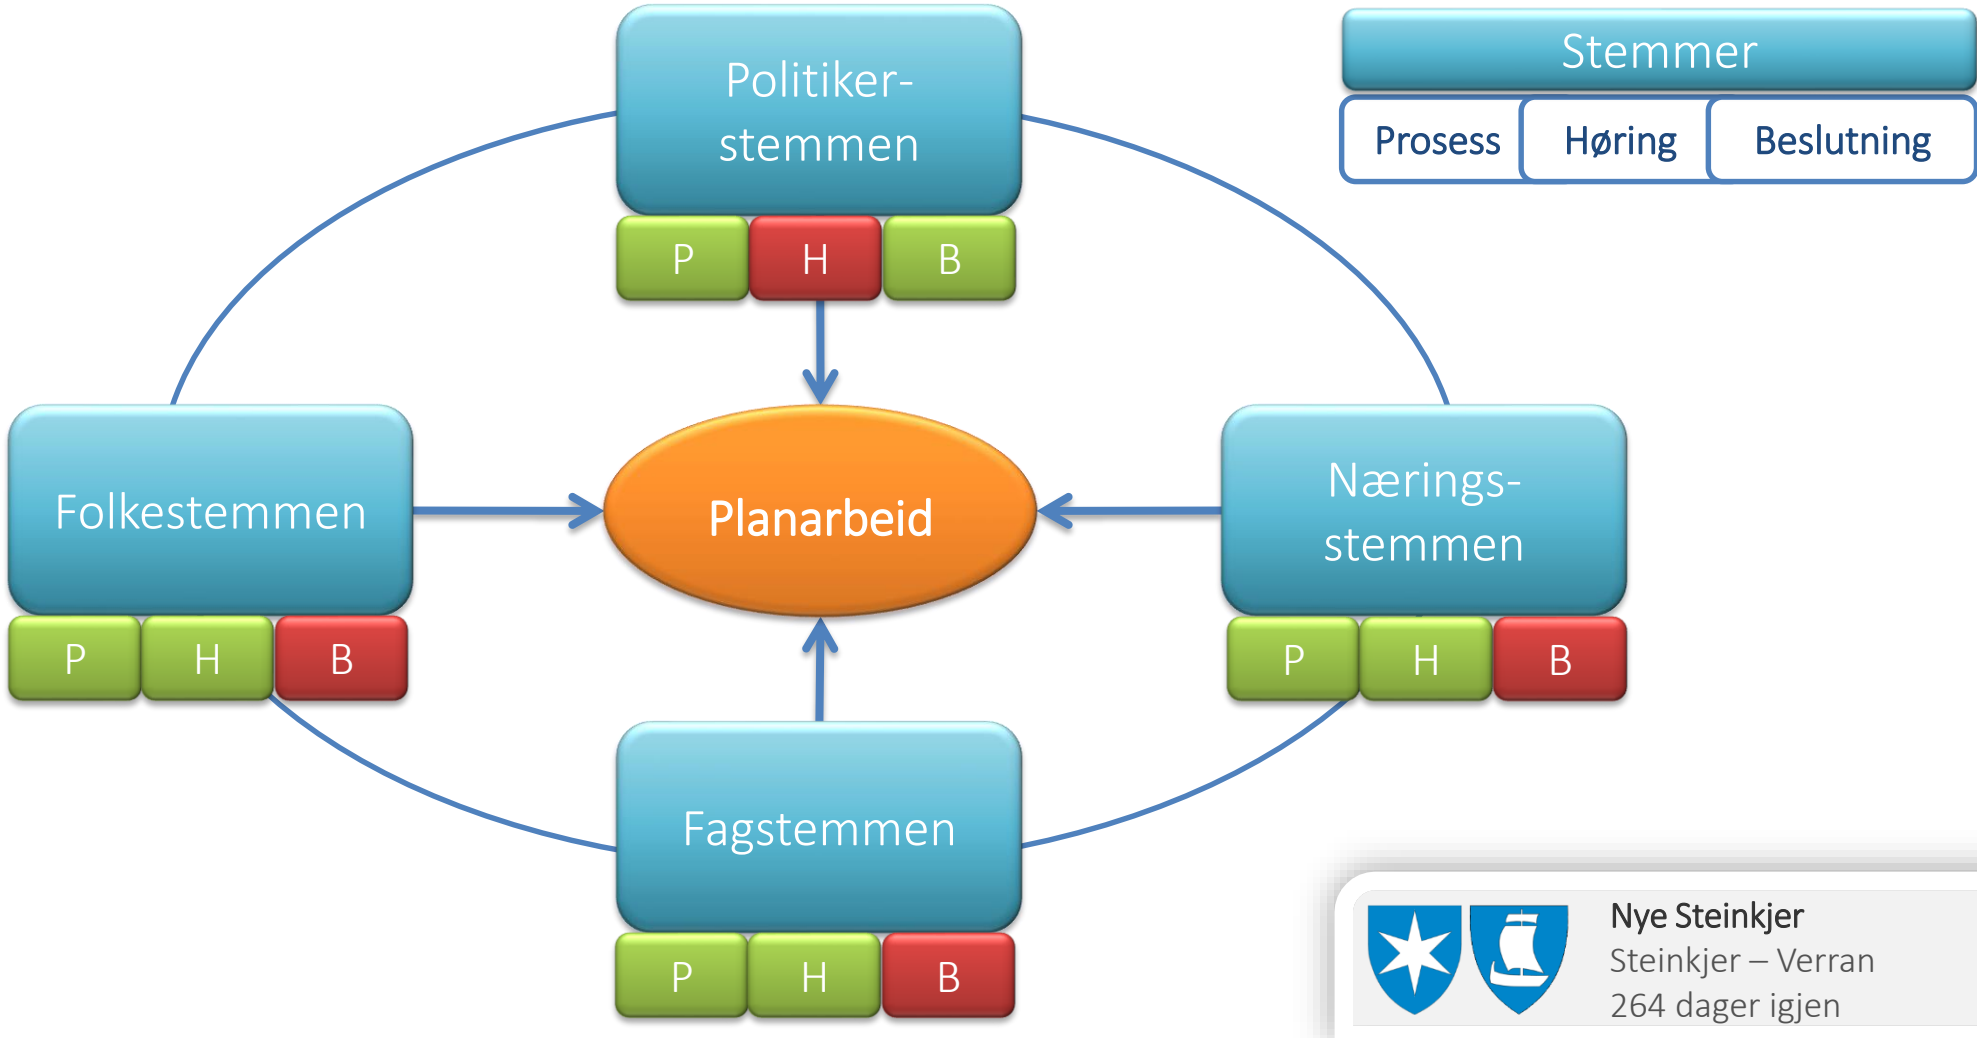 Politiker-
stemmen
P H B
Stemmer
Prosess Høring Beslutning
Folkestemmen
P H B
Planarbeid
Nærings-
stemmen
P H B
Fagstemmen
P H B
Nye Steinkjer
Steinkjer – Verran
264 dager igjen